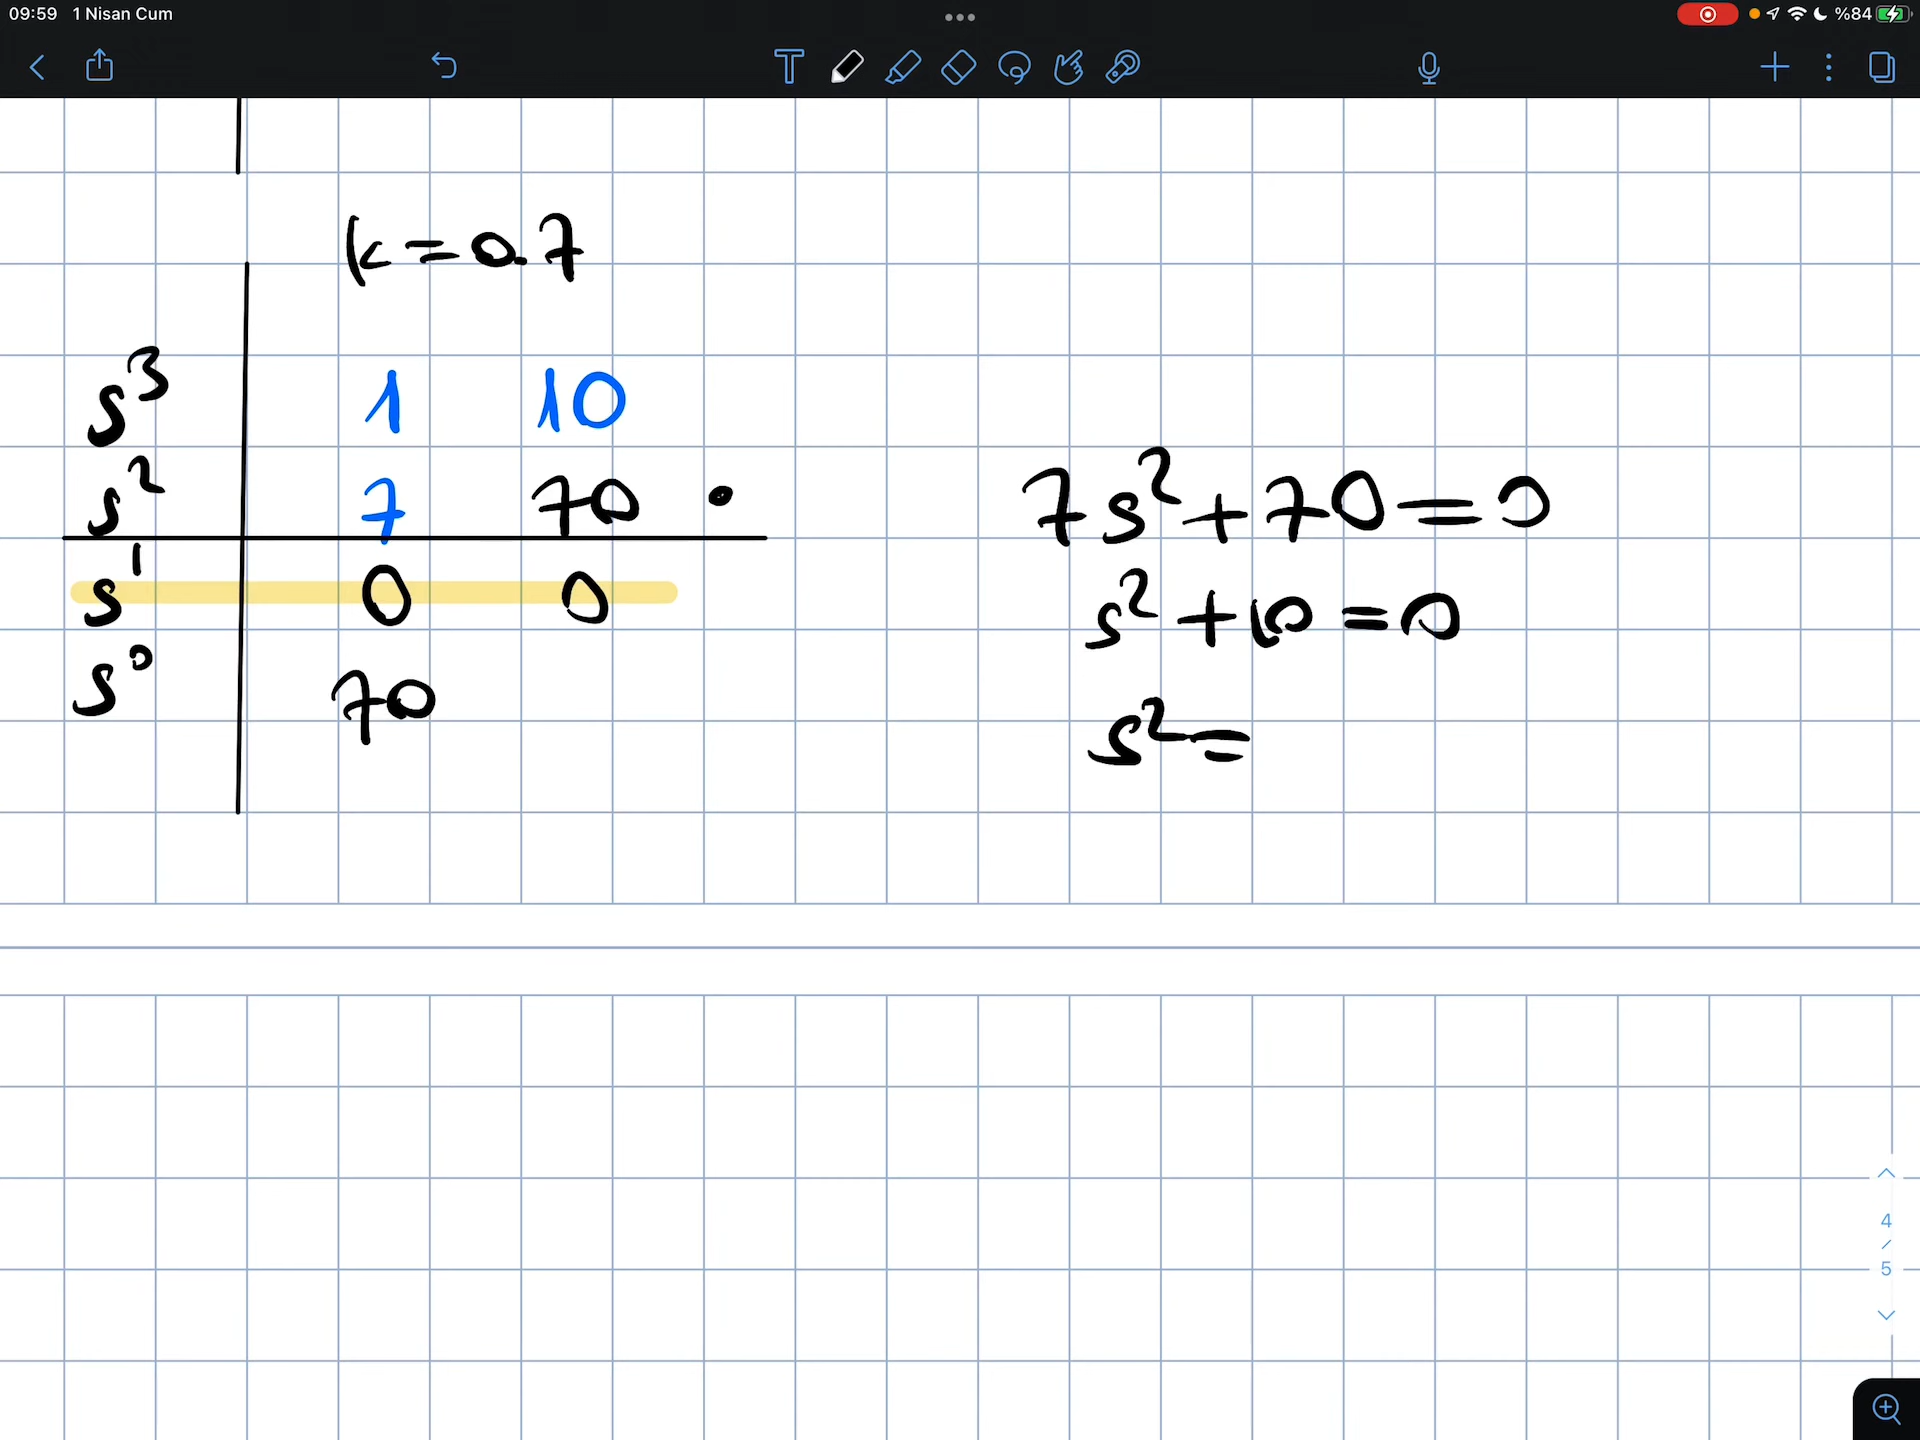 09:59 1 Nisan Cum
%84
k=0.7
s³ 1 10
s² 7 70 •
s¹ 0 0
s⁰ 70
7s²+70=0
s²+10=0
s²=
4
/
5